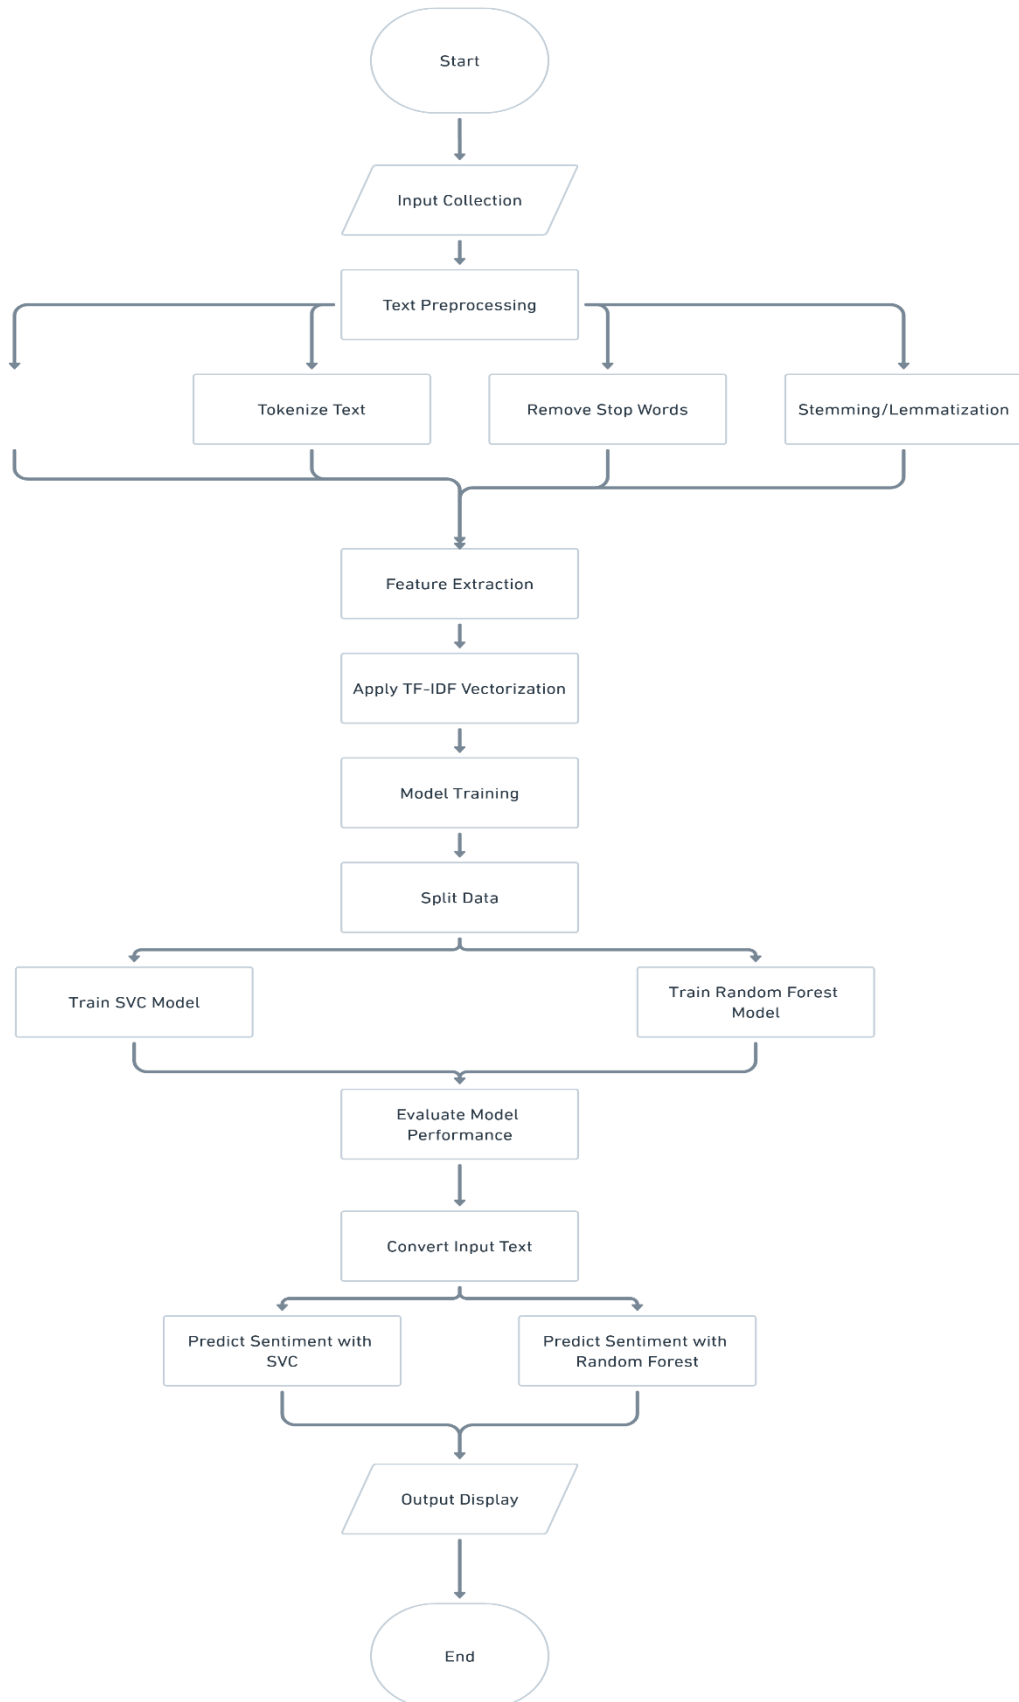 Start
Input Collection
Text Preprocessing
Tokenize Text
Remove Stop Words
Stemming/Lemmatization
Feature Extraction
Apply TF-IDF Vectorization
Model Training
Split Data
Train SVC Model
Train Random Forest
Model
Evaluate Model
Performance
Convert Input Text
Predict Sentiment with
SVC
Predict Sentiment with
Random Forest
Output Display
End